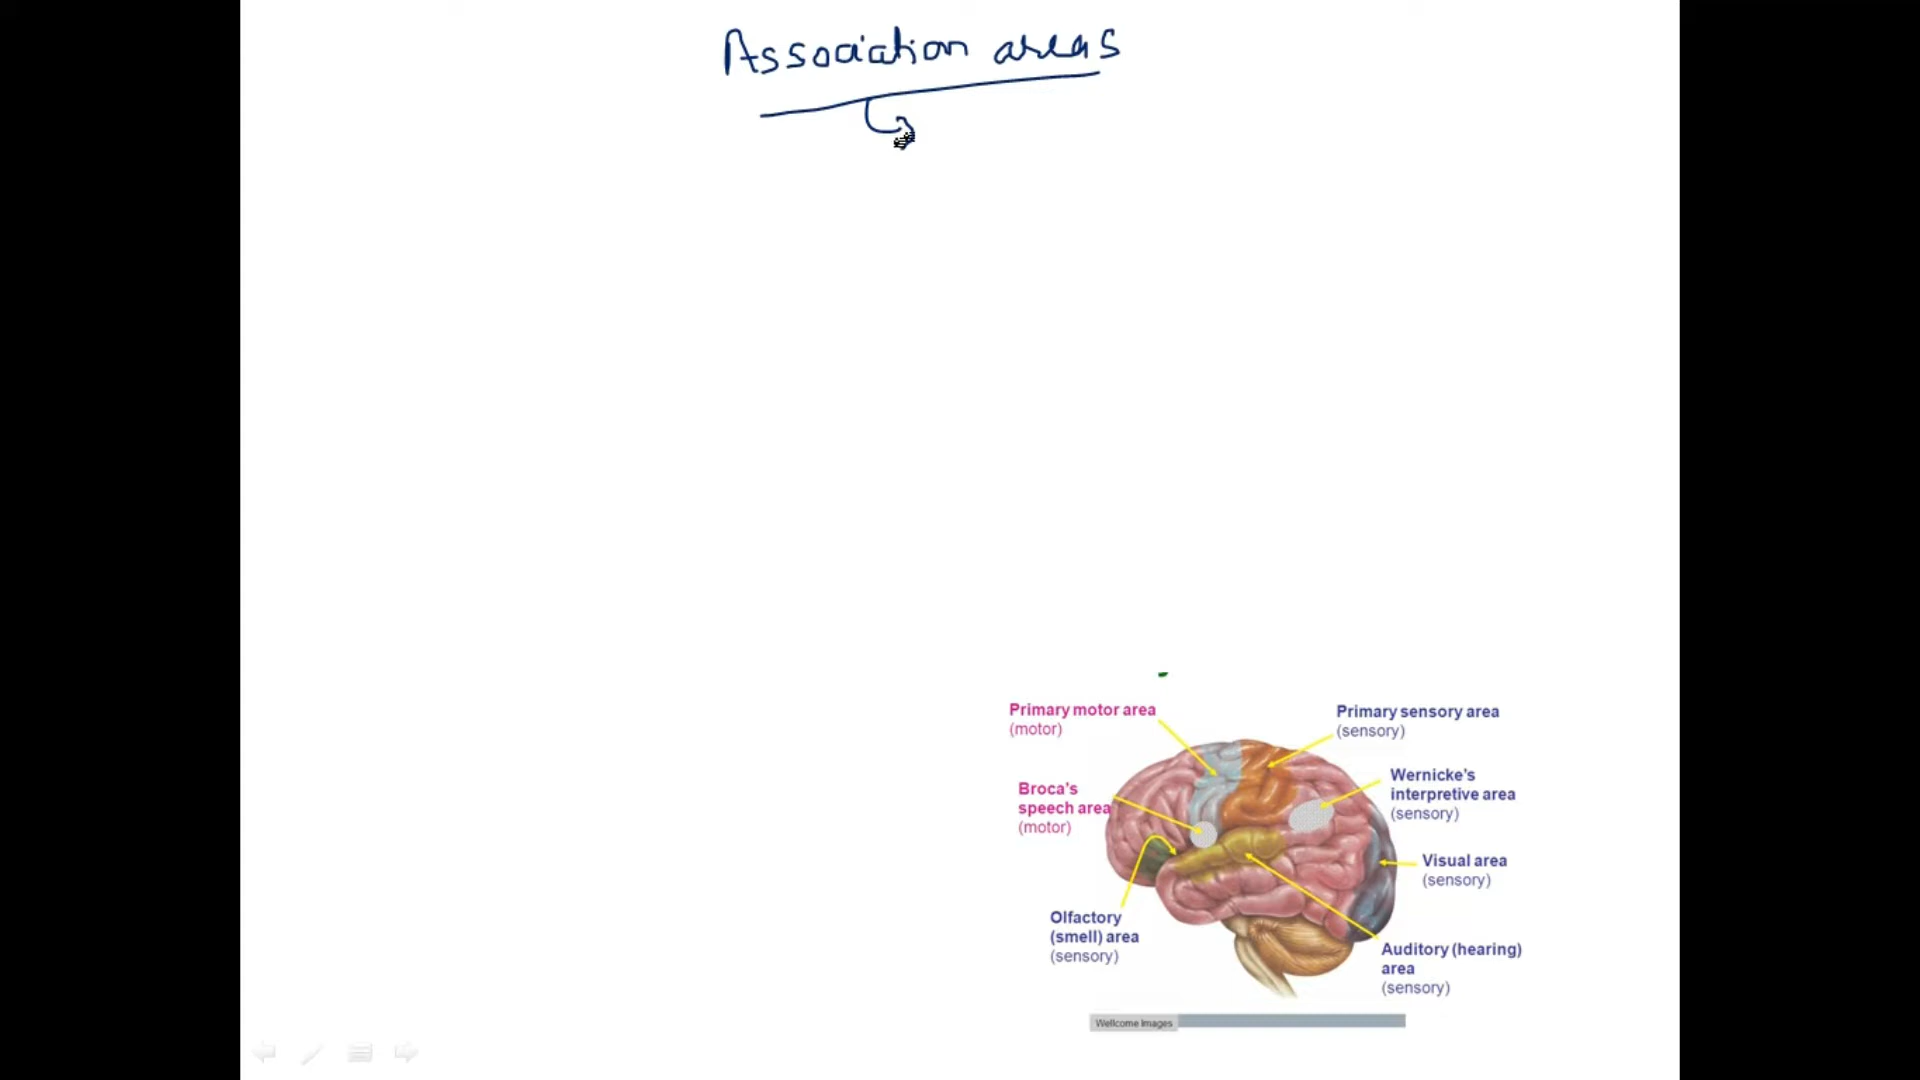 Association areas
Primary motor area
(motor)
Primary sensory area
(sensory)
Broca's
speech area
(motor)
Wernicke's
interpretive area
(sensory)
Visual area
(sensory)
Olfactory
(smell) area
(sensory)
Auditory (hearing)
area
(sensory)
Wellcome Images